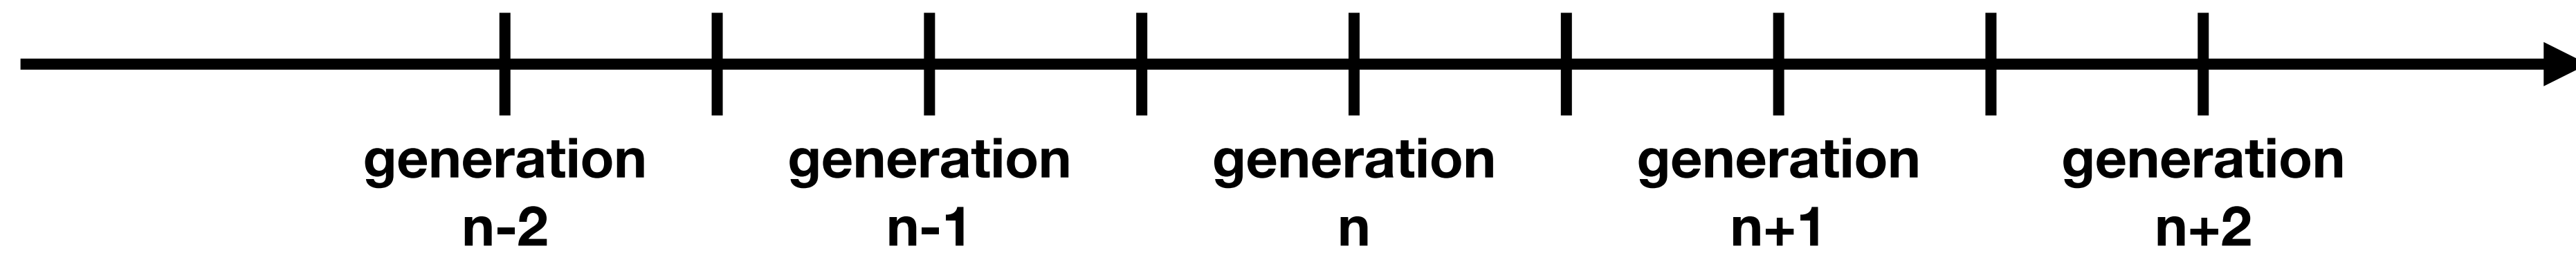 generation generation generation generation generation
n-2 n-1 n n+1 n+2